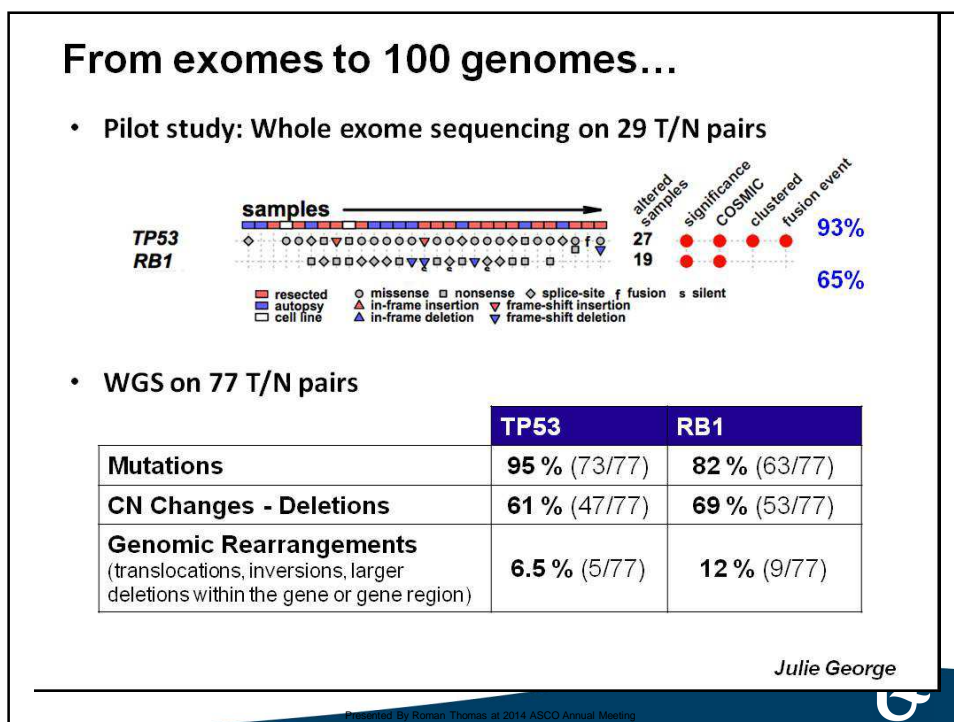 From exomes to 100 genomes…
• Pilot study: Whole exome sequencing on 29 T/N pairs
samples
altered samples
significance
COSMIC
clustered
fusion event
TP53 27 93%
RB1 19 65%
resected missense nonsense splice-site f fusion s silent
autopsy in-frame insertion frame-shift insertion
cell line in-frame deletion frame-shift deletion
• WGS on 77 T/N pairs
TP53 RB1
Mutations 95 % (73/77) 82 % (63/77)
CN Changes - Deletions 61 % (47/77) 69 % (53/77)
Genomic Rearrangements
(translocations, inversions, larger
deletions within the gene or gene region) 6.5 % (5/77) 12 % (9/77)
Julie George
Presented By Roman Thomas at 2014 ASCO Annual Meeting